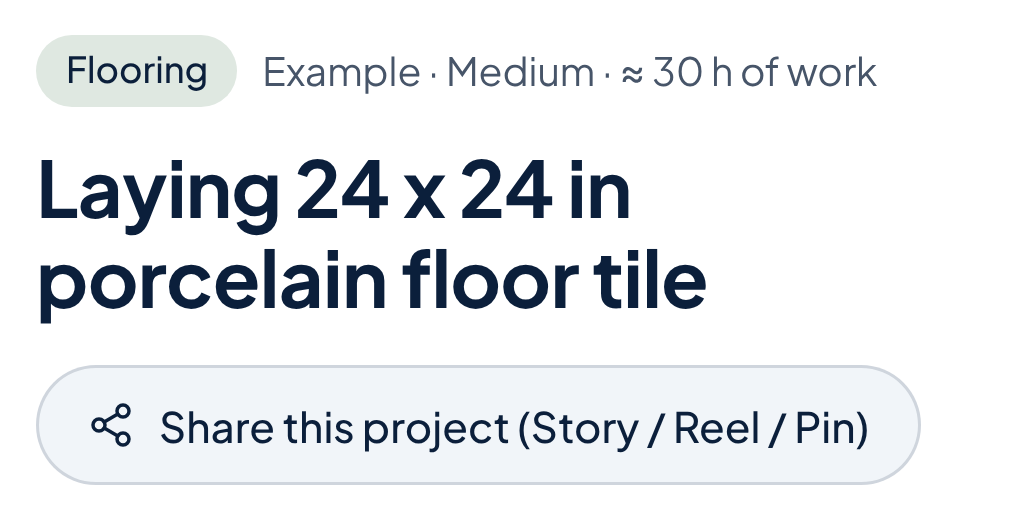 Flooring Example · Medium · ≈ 30 h of work
Laying 24 x 24 in
porcelain floor tile
Share this project (Story / Reel / Pin)